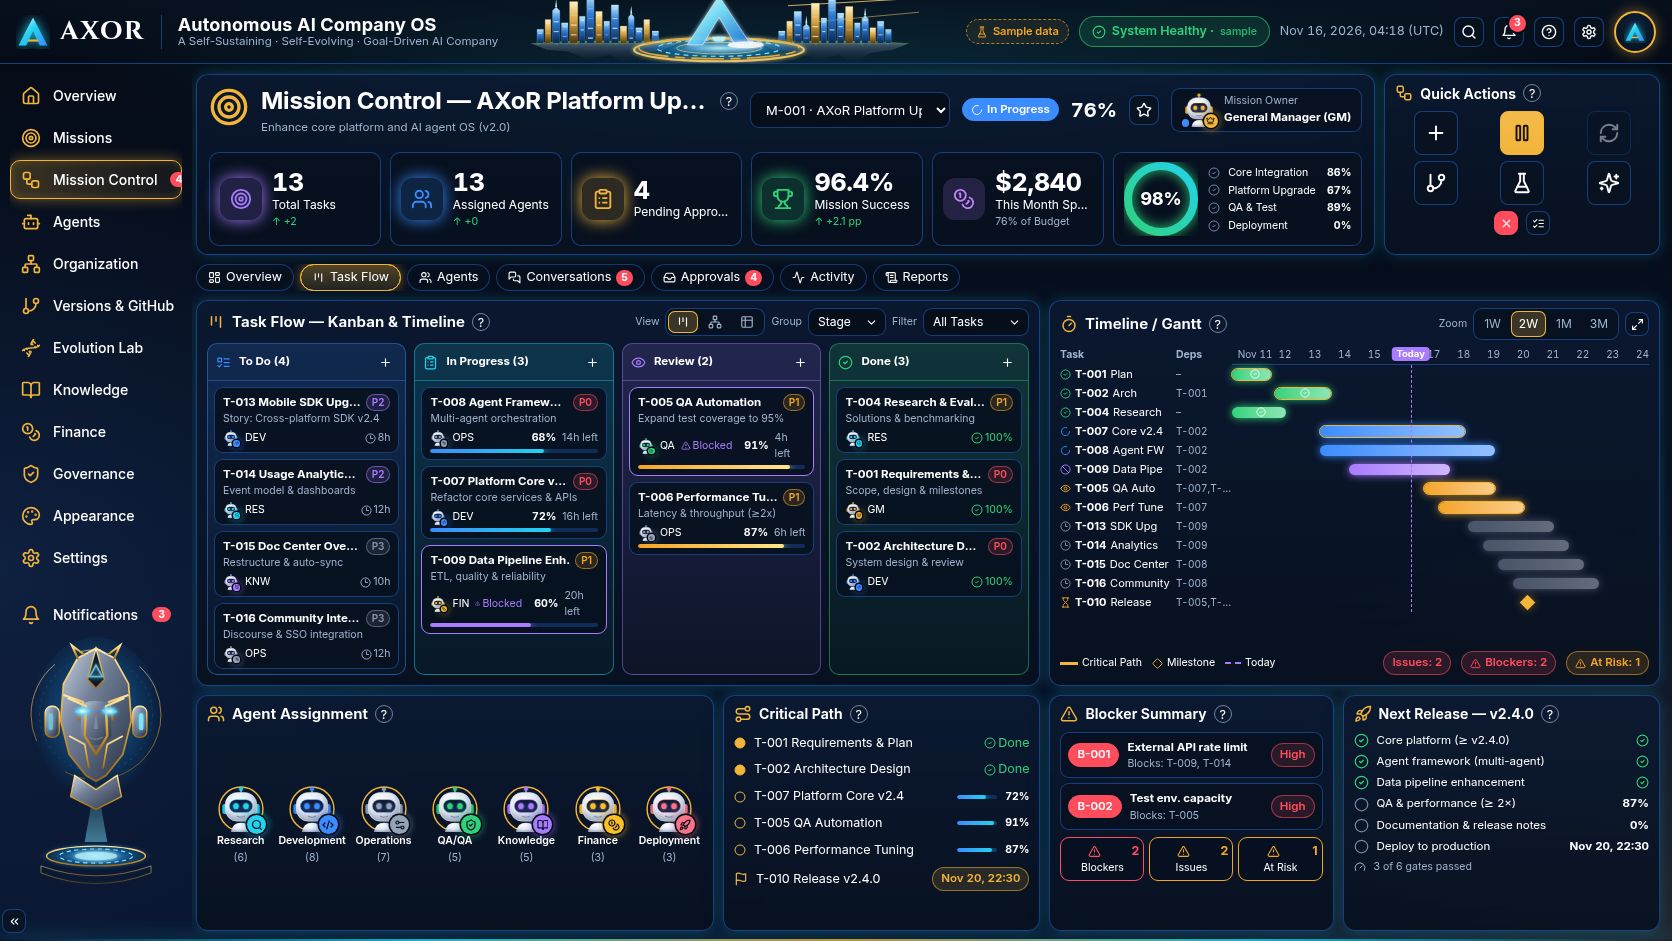 AXOR
Autonomous AI Company OS
A Self-Sustaining · Self-Evolving · Goal-Driven AI Company
Sample data
System Healthy · sample
Nov 16, 2026, 04:18 (UTC)
3
Overview
Missions
Mission Control
4
Agents
Organization
Versions & GitHub
Evolution Lab
Knowledge
Finance
Governance
Appearance
Settings
Notifications 3
«
Mission Control — AXoR Platform Up... ?
Enhance core platform and AI agent OS (v2.0)
M-001 · AXoR Platform Up
In Progress
76%
Mission Owner
General Manager (GM)
13
Total Tasks
↑ +2
13
Assigned Agents
↑ +0
4
Pending Appro...
96.4%
Mission Success
↑ +2.1 pp
$2,840
This Month Sp...
76% of Budget
98%
Core Integration 86%
Platform Upgrade 67%
QA & Test 89%
Deployment 0%
Quick Actions ?
Overview
Task Flow
Agents
Conversations 5
Approvals 4
Activity
Reports
Task Flow — Kanban & Timeline ?
View
Group Stage
Filter All Tasks
To Do (4) +
T-013 Mobile SDK Upg... P2
Story: Cross-platform SDK v2.4
DEV 8h
T-014 Usage Analytic... P2
Event model & dashboards
RES 12h
T-015 Doc Center Ove... P3
Restructure & auto-sync
KNW 10h
T-016 Community Inte... P3
Discourse & SSO integration
OPS 12h
In Progress (3) +
T-008 Agent Framew... P0
Multi-agent orchestration
OPS 68% 14h left
T-007 Platform Core v... P0
Refactor core services & APIs
DEV 72% 16h left
T-009 Data Pipeline Enh. P1
ETL, quality & reliability
FIN Blocked 60% 20h left
Review (2) +
T-005 QA Automation P1
Expand test coverage to 95%
QA Blocked 91% 4h left
T-006 Performance Tu... P1
Latency & throughput (≥2x)
OPS 87% 6h left
Done (3) +
T-004 Research & Eval... P1
Solutions & benchmarking
RES 100%
T-001 Requirements &... P0
Scope, design & milestones
GM 100%
T-002 Architecture D... P0
System design & review
DEV 100%
Timeline / Gantt ?
Zoom 1W 2W 1M 3M
Task Deps Nov 11 12 13 14 15 Today 17 18 19 20 21 22 23 24
T-001 Plan –
T-002 Arch T-001
T-004 Research –
T-007 Core v2.4 T-002
T-008 Agent FW T-002
T-009 Data Pipe T-002
T-005 QA Auto T-007,T-...
T-006 Perf Tune T-007
T-013 SDK Upg T-009
T-014 Analytics T-009
T-015 Doc Center T-008
T-016 Community T-008
T-010 Release T-005,T-...
Critical Path Milestone Today
Issues: 2
Blockers: 2
At Risk: 1
Agent Assignment ?
Research
(6)
Development
(8)
Operations
(7)
QA/QA
(5)
Knowledge
(5)
Finance
(3)
Deployment
(3)
Critical Path ?
T-001 Requirements & Plan Done
T-002 Architecture Design Done
T-007 Platform Core v2.4 72%
T-005 QA Automation 91%
T-006 Performance Tuning 87%
T-010 Release v2.4.0 Nov 20, 22:30
Blocker Summary ?
B-001 External API rate limit High
Blocks: T-009, T-014
B-002 Test env. capacity High
Blocks: T-005
2
Blockers
2
Issues
1
At Risk
Next Release — v2.4.0 ?
Core platform (≥ v2.4.0)
Agent framework (multi-agent)
Data pipeline enhancement
QA & performance (≥ 2×) 87%
Documentation & release notes 0%
Deploy to production Nov 20, 22:30
3 of 6 gates passed